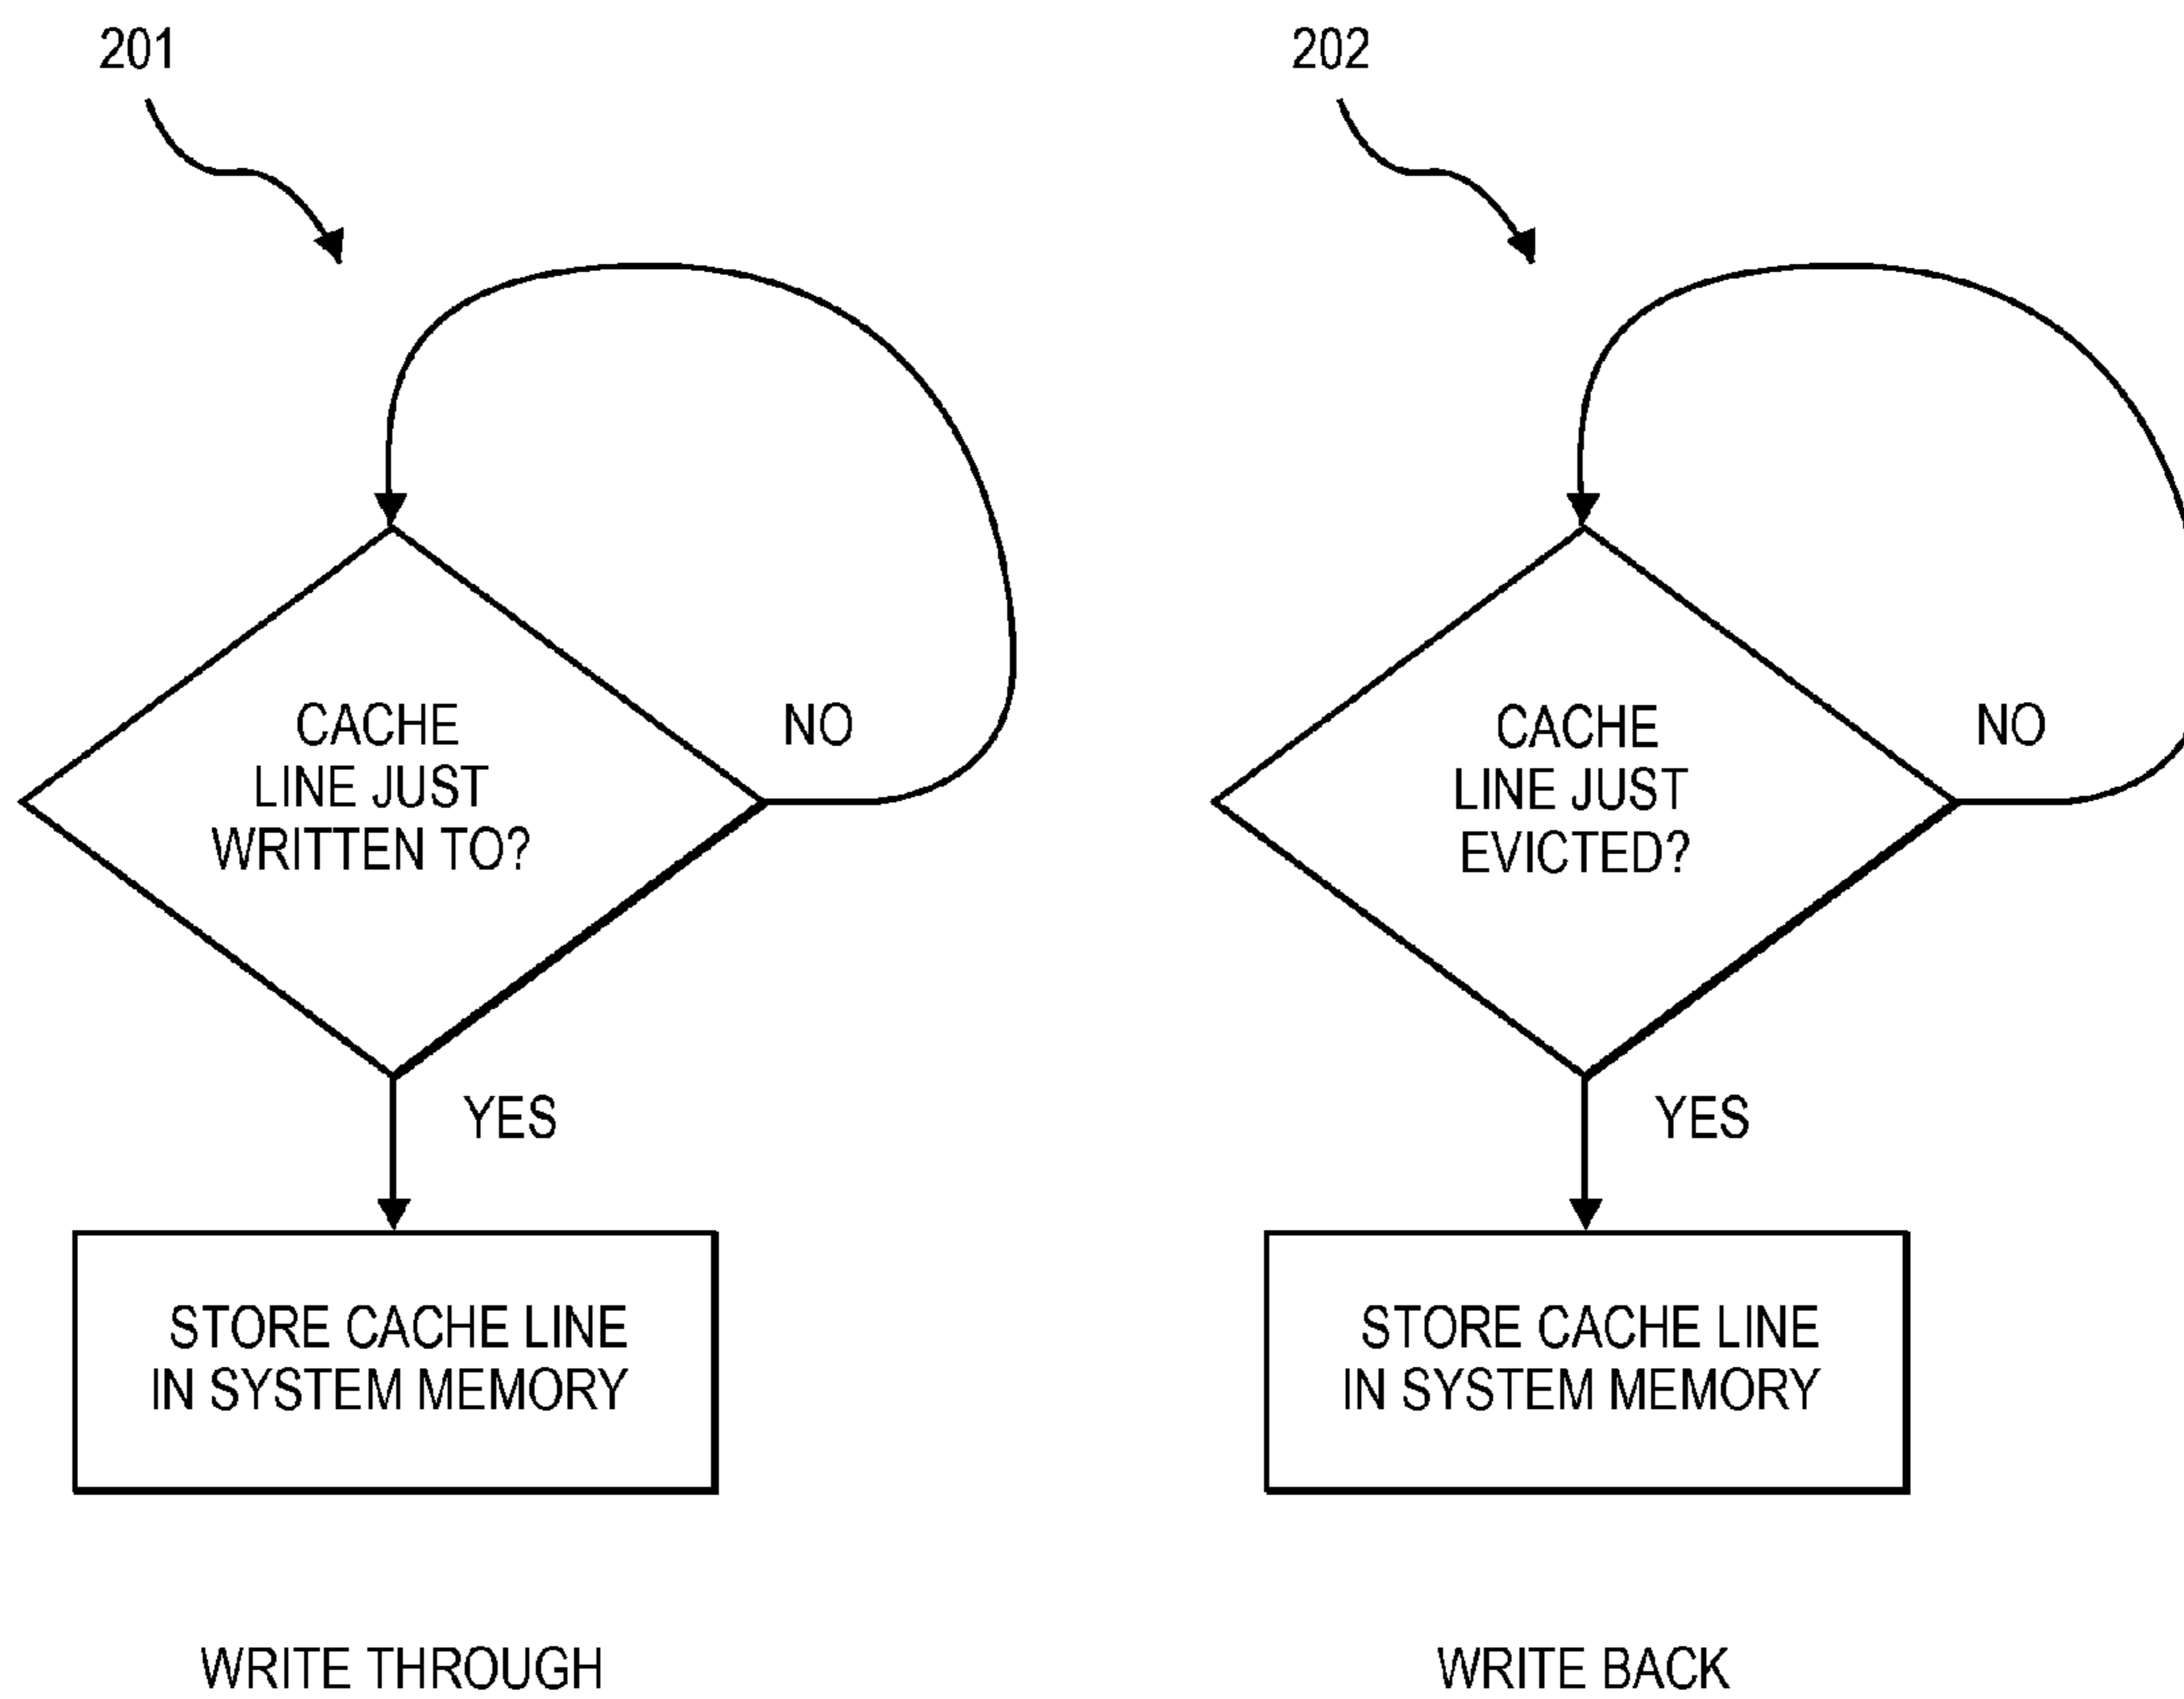 201
CACHE
LINE JUST
WRITTEN TO?
NO
YES
STORE CACHE LINE
IN SYSTEM MEMORY
WRITE THROUGH
202
CACHE
LINE JUST
EVICTED?
NO
YES
STORE CACHE LINE
IN SYSTEM MEMORY
WRITE BACK